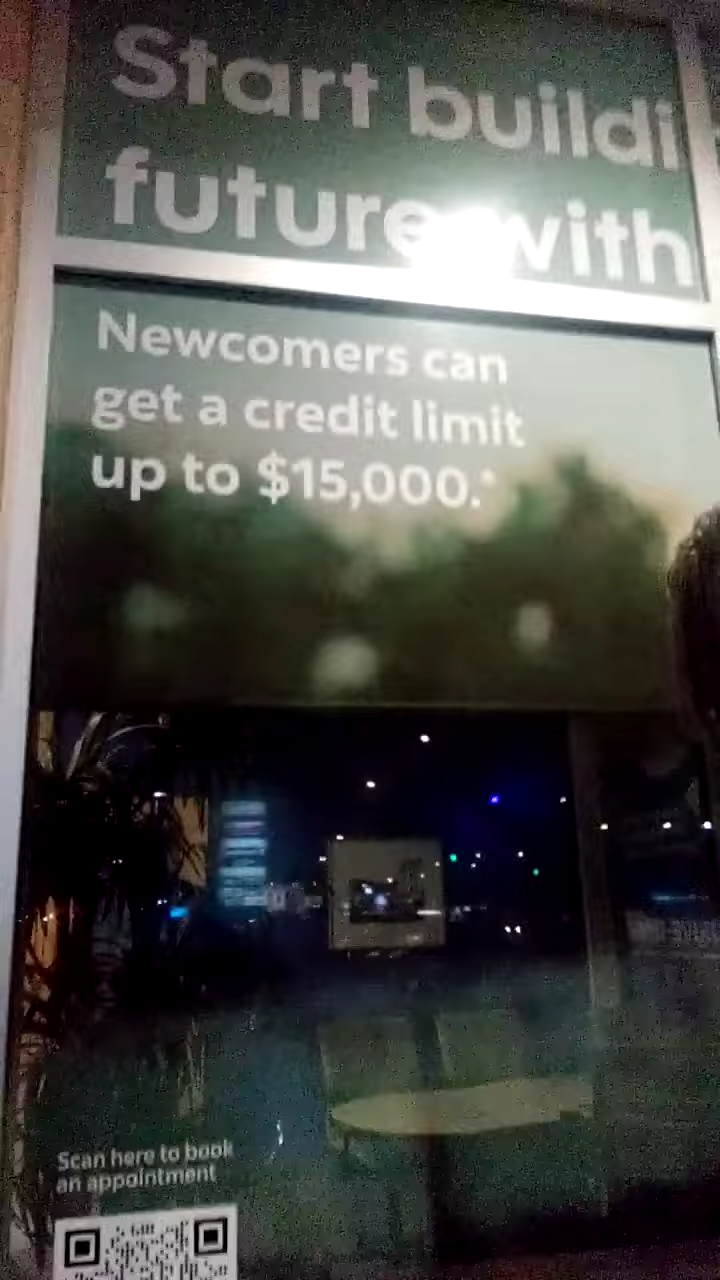 Start buildi
future with
Newcomers can
get a credit limit
up to $15,000.*
Scan here to book
an appointment